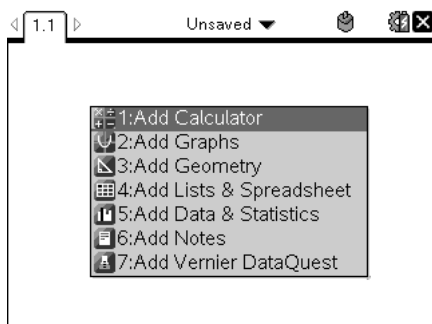 1.1 Unsaved
1:Add Calculator
2:Add Graphs
3:Add Geometry
4:Add Lists & Spreadsheet
5:Add Data & Statistics
6:Add Notes
7:Add Vernier DataQuest